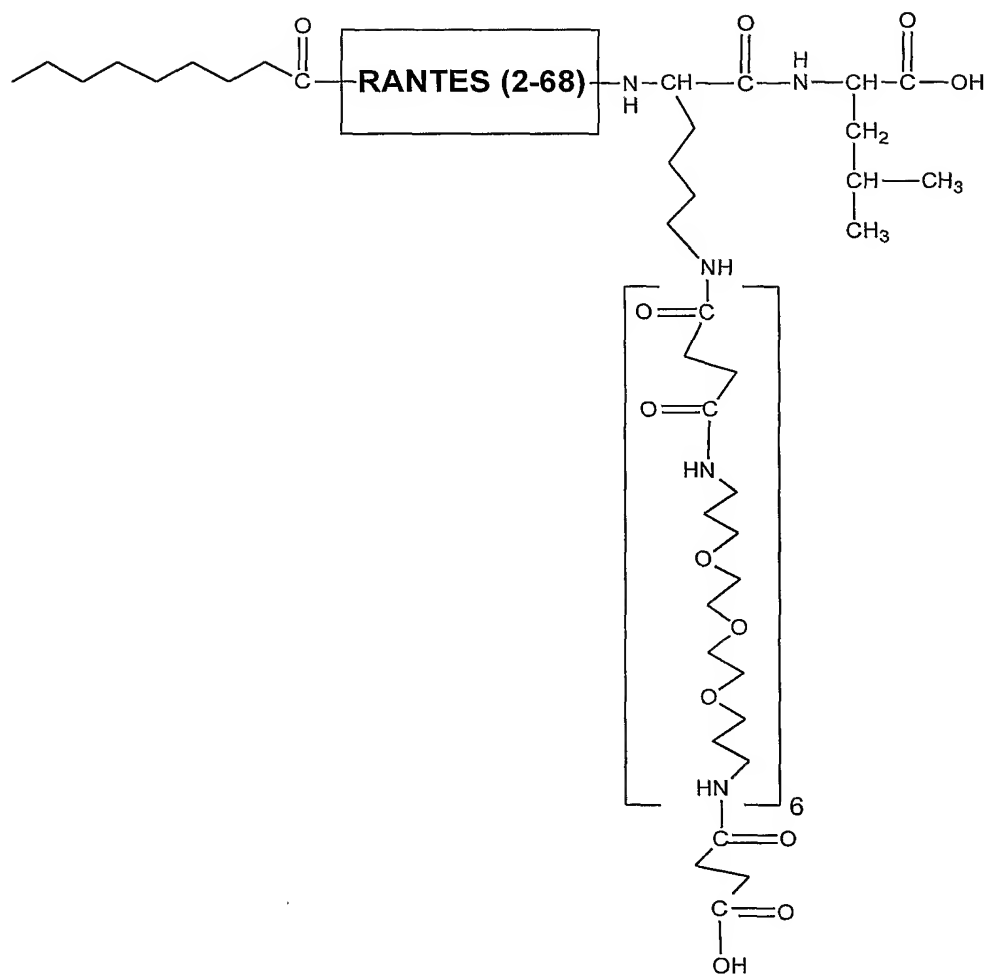 O O O
C RANTES (2-68) N CH C H N CH C OH
H
CH₂
CH CH₃
CH₃
NH
O C
O C
HN
O
O
O
HN
6
C O
C O
OH